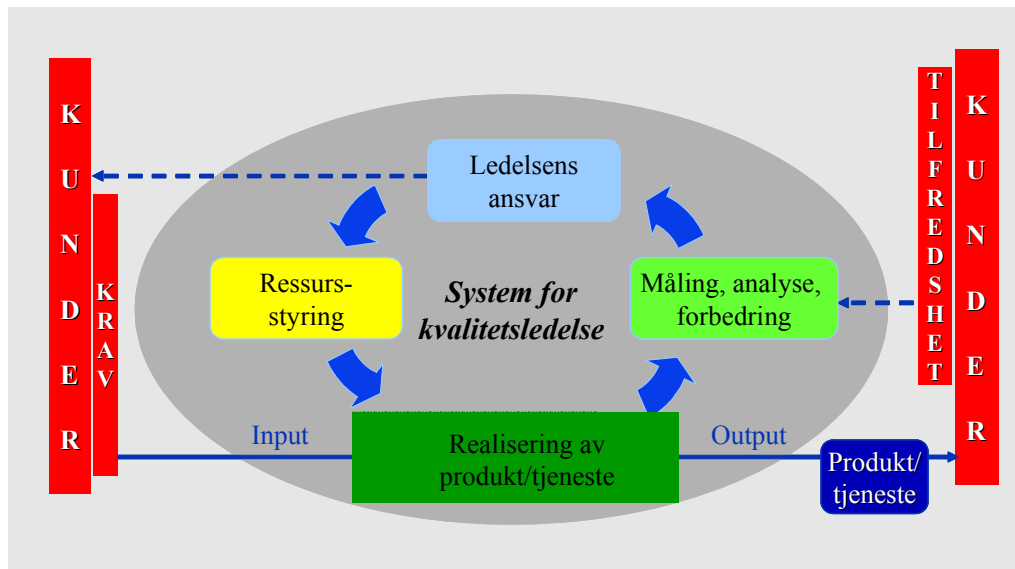 KUNDER
KRAV
Ledelsens
ansvar
Ressurs-
styring
System for
kvalitetsledelse
Måling, analyse,
forbedring
Input
Realisering av
produkt/tjeneste
Output
Produkt/
tjeneste
TILFREDSHET
KUNDER